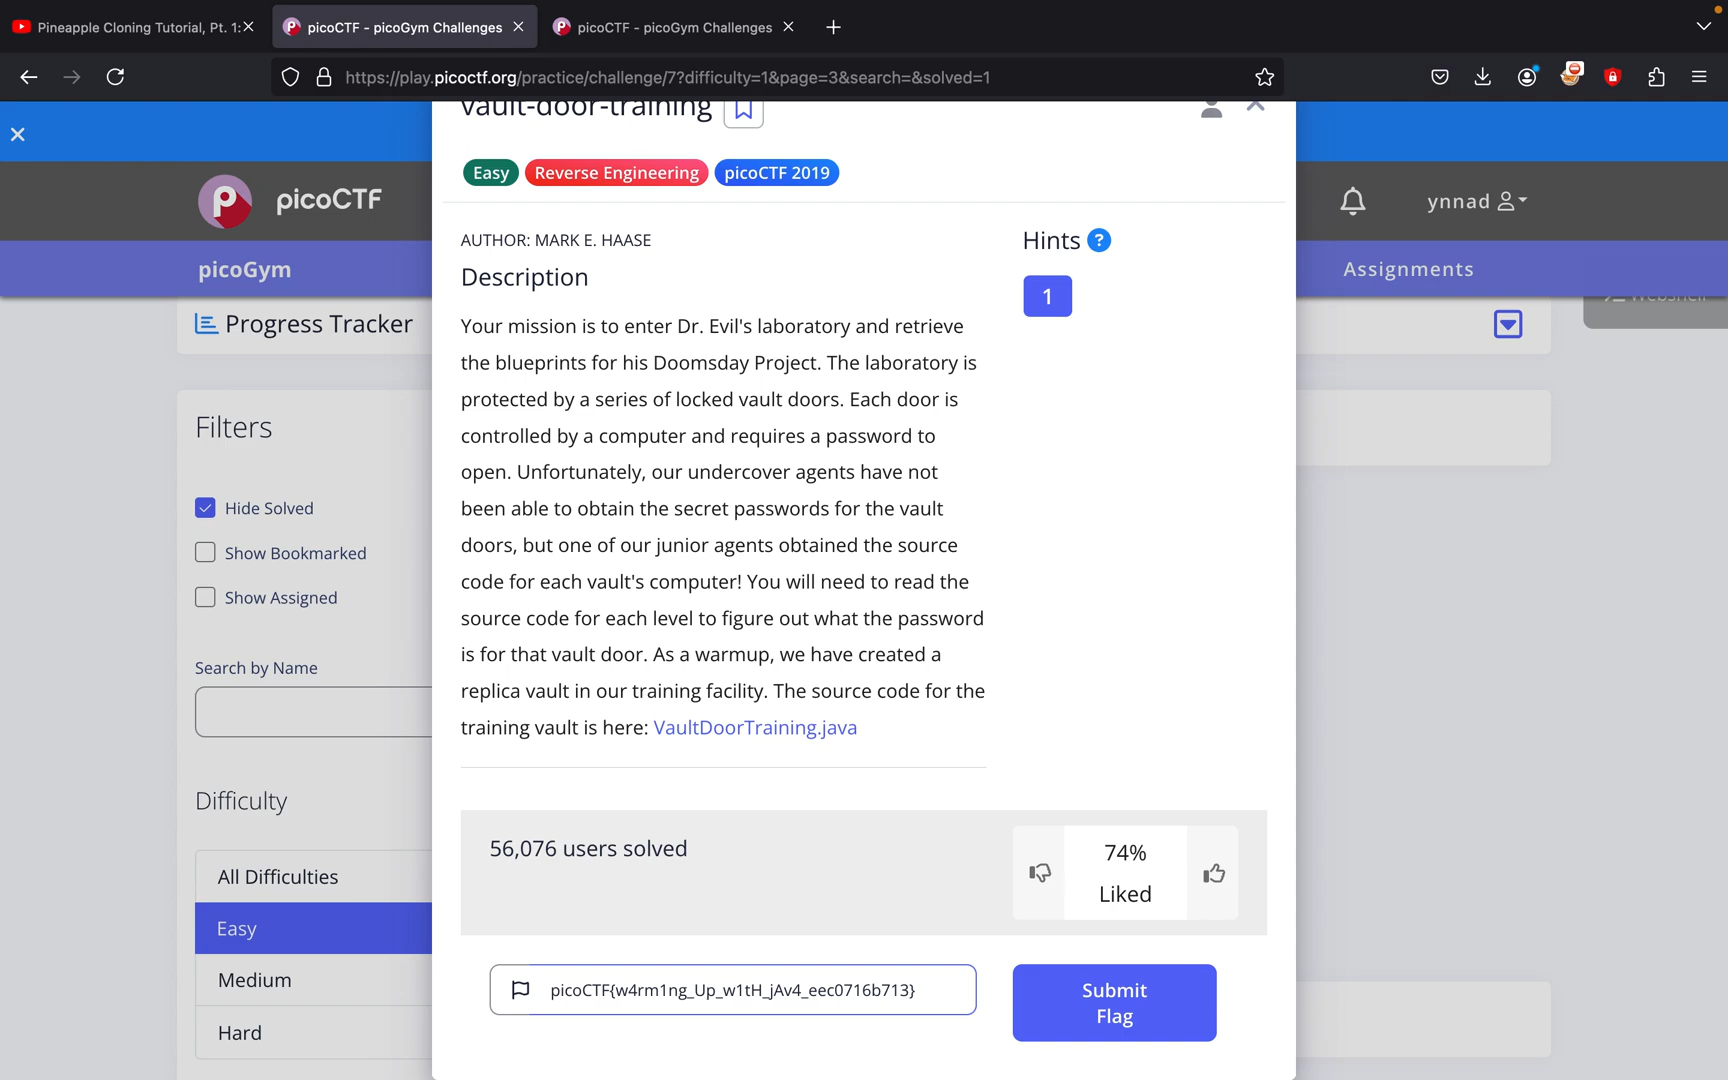 Pineapple Cloning Tutorial, Pt. 1:
picoCTF - picoGym Challenges
picoCTF - picoGym Challenges
https://play.picoctf.org/practice/challenge/7?difficulty=1&page=3&search=&solved=1
vault-door-training
Easy
Reverse Engineering
picoCTF 2019
picoCTF
ynnad
picoGym
Assignments
Webshell
Progress Tracker
AUTHOR: MARK E. HAASE
Description
Your mission is to enter Dr. Evil's laboratory and retrieve
the blueprints for his Doomsday Project. The laboratory is
protected by a series of locked vault doors. Each door is
controlled by a computer and requires a password to
open. Unfortunately, our undercover agents have not
been able to obtain the secret passwords for the vault
doors, but one of our junior agents obtained the source
code for each vault's computer! You will need to read the
source code for each level to figure out what the password
is for that vault door. As a warmup, we have created a
replica vault in our training facility. The source code for the
training vault is here: VaultDoorTraining.java
Hints ?
1
Filters
Hide Solved
Show Bookmarked
Show Assigned
Search by Name
Difficulty
All Difficulties
Easy
Medium
Hard
56,076 users solved
74%
Liked
picoCTF{w4rm1ng_Up_w1tH_jAv4_eec0716b713}
Submit
Flag